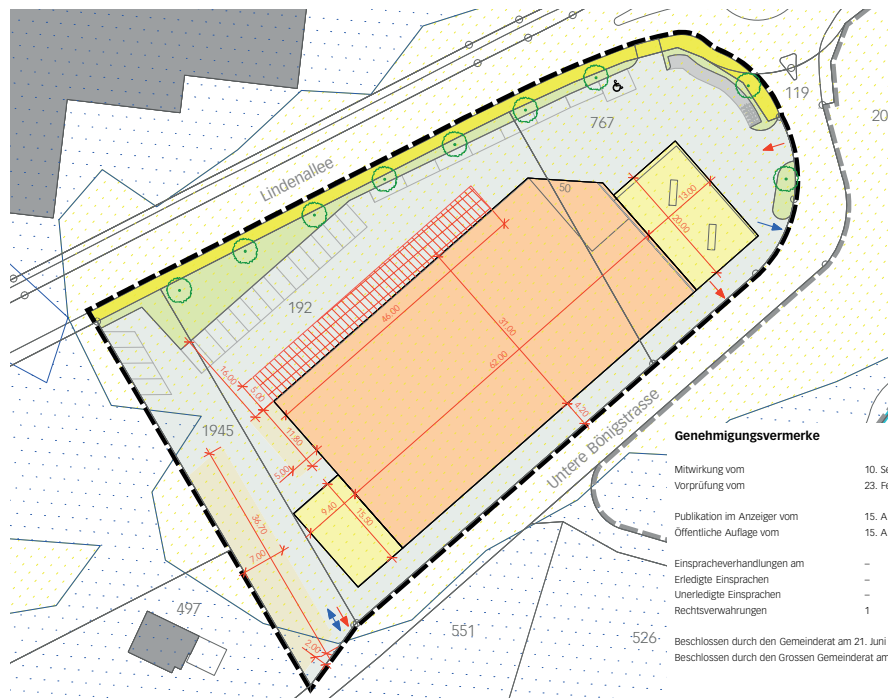 119
20
767
Lindenallee
50
13.00
20.00
192
46.00
31.00
62.00
16.00
5.00
4.20
1945
11.80
5.00
Untere Bönigstrasse
9.40
15.50
36.70
7.00
2.00
497
551
526
Genehmigungsvermerke
Mitwirkung vom 10. Se
Vorprüfung vom 23. Fe
Publikation im Anzeiger vom 15. A
Öffentliche Auflage vom 15. A
Einspracheverhandlungen am –
Erledigte Einsprachen –
Unerledigte Einsprachen –
Rechtsverwahrungen 1
Beschlossen durch den Gemeinderat am 21. Juni
Beschlossen durch den Grossen Gemeinderat am